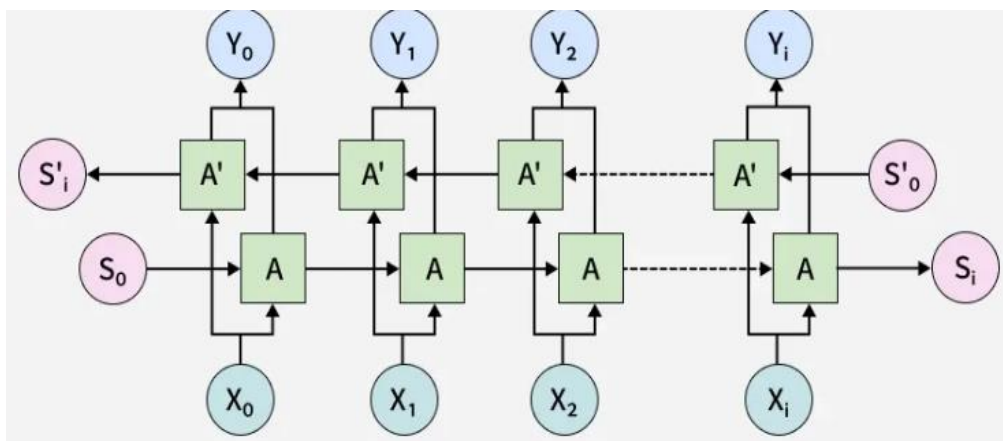 Y₀ Y₁ Y₂ Yᵢ
S'ᵢ A' A' A' A' S'₀
S₀ A A A A Sᵢ
X₀ X₁ X₂ Xᵢ